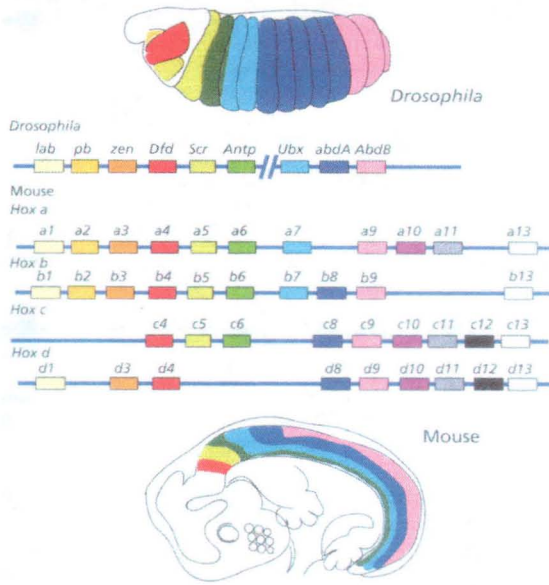 Drosophila
Drosophila
lab pb zen Dfd Scr Antp Ubx abdA AbdB
Mouse
Hox a
a1 a2 a3 a4 a5 a6 a7 a9 a10 a11 a13
Hox b
b1 b2 b3 b4 b5 b6 b7 b8 b9 b13
Hox c
c4 c5 c6 c8 c9 c10 c11 c12 c13
Hox d
d1 d3 d4 d8 d9 d10 d11 d12 d13
Mouse